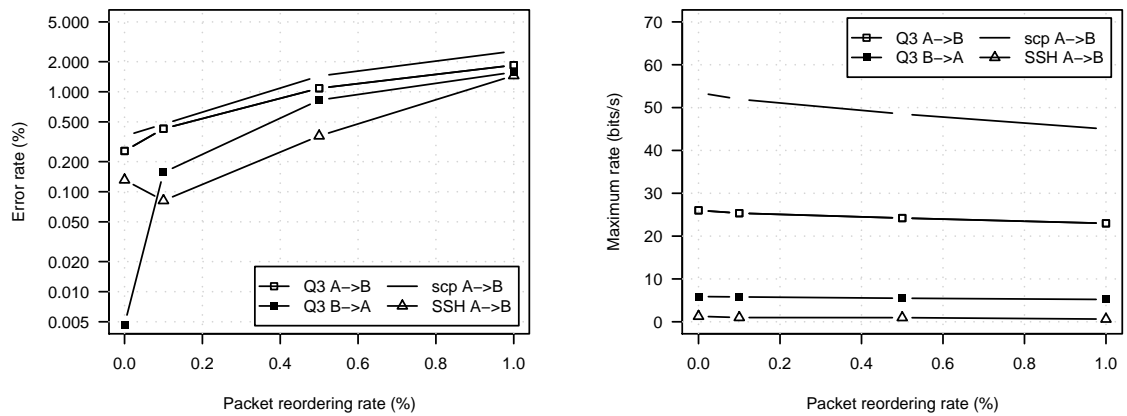 5.000
2.000
1.000
0.500
0.200
0.100
0.050
0.020
0.010
0.005
Error rate (%)
0.0 0.2 0.4 0.6 0.8 1.0
Packet reordering rate (%)
Q3 A->B scp A->B
Q3 B->A SSH A->B
70
60
50
40
30
20
10
0
Maximum rate (bits/s)
0.0 0.2 0.4 0.6 0.8 1.0
Packet reordering rate (%)
Q3 A->B scp A->B
Q3 B->A SSH A->B